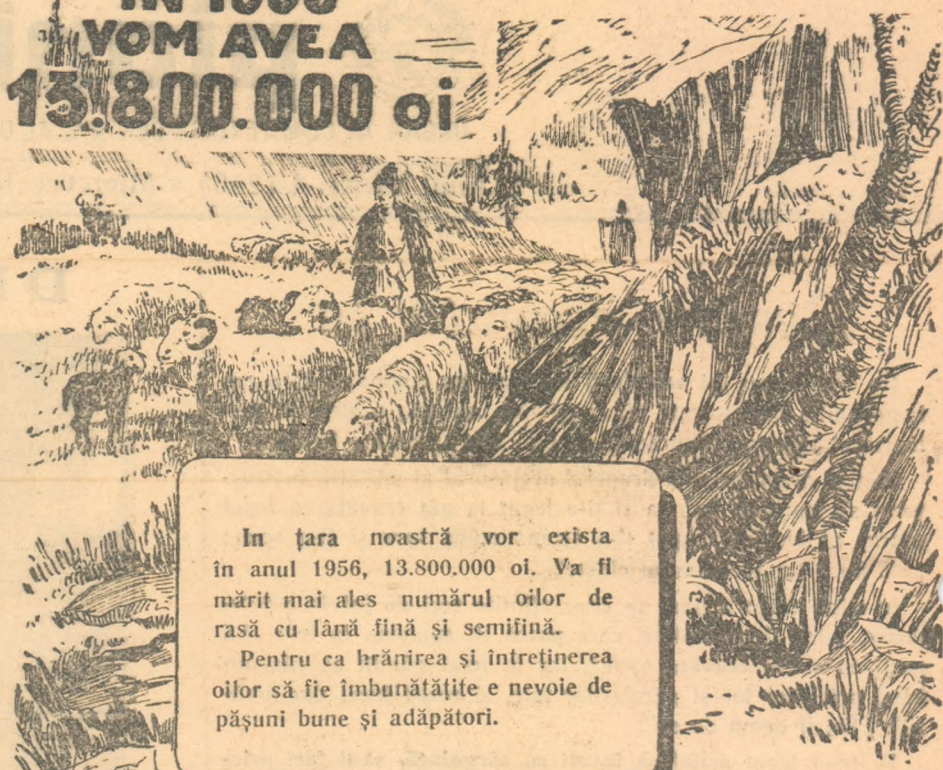 IN 1956
VOM AVEA
13.800.000 oi
In țara noastră vor exista
în anul 1956, 13.800.000 oi. Va fi
mărit mai ales numărul oilor de
rasă cu lână fină și semifină.
Pentru ca hrănirea și întreținerea
oilor să fie îmbunătățite e nevoie de
pășuni bune și adăpători.